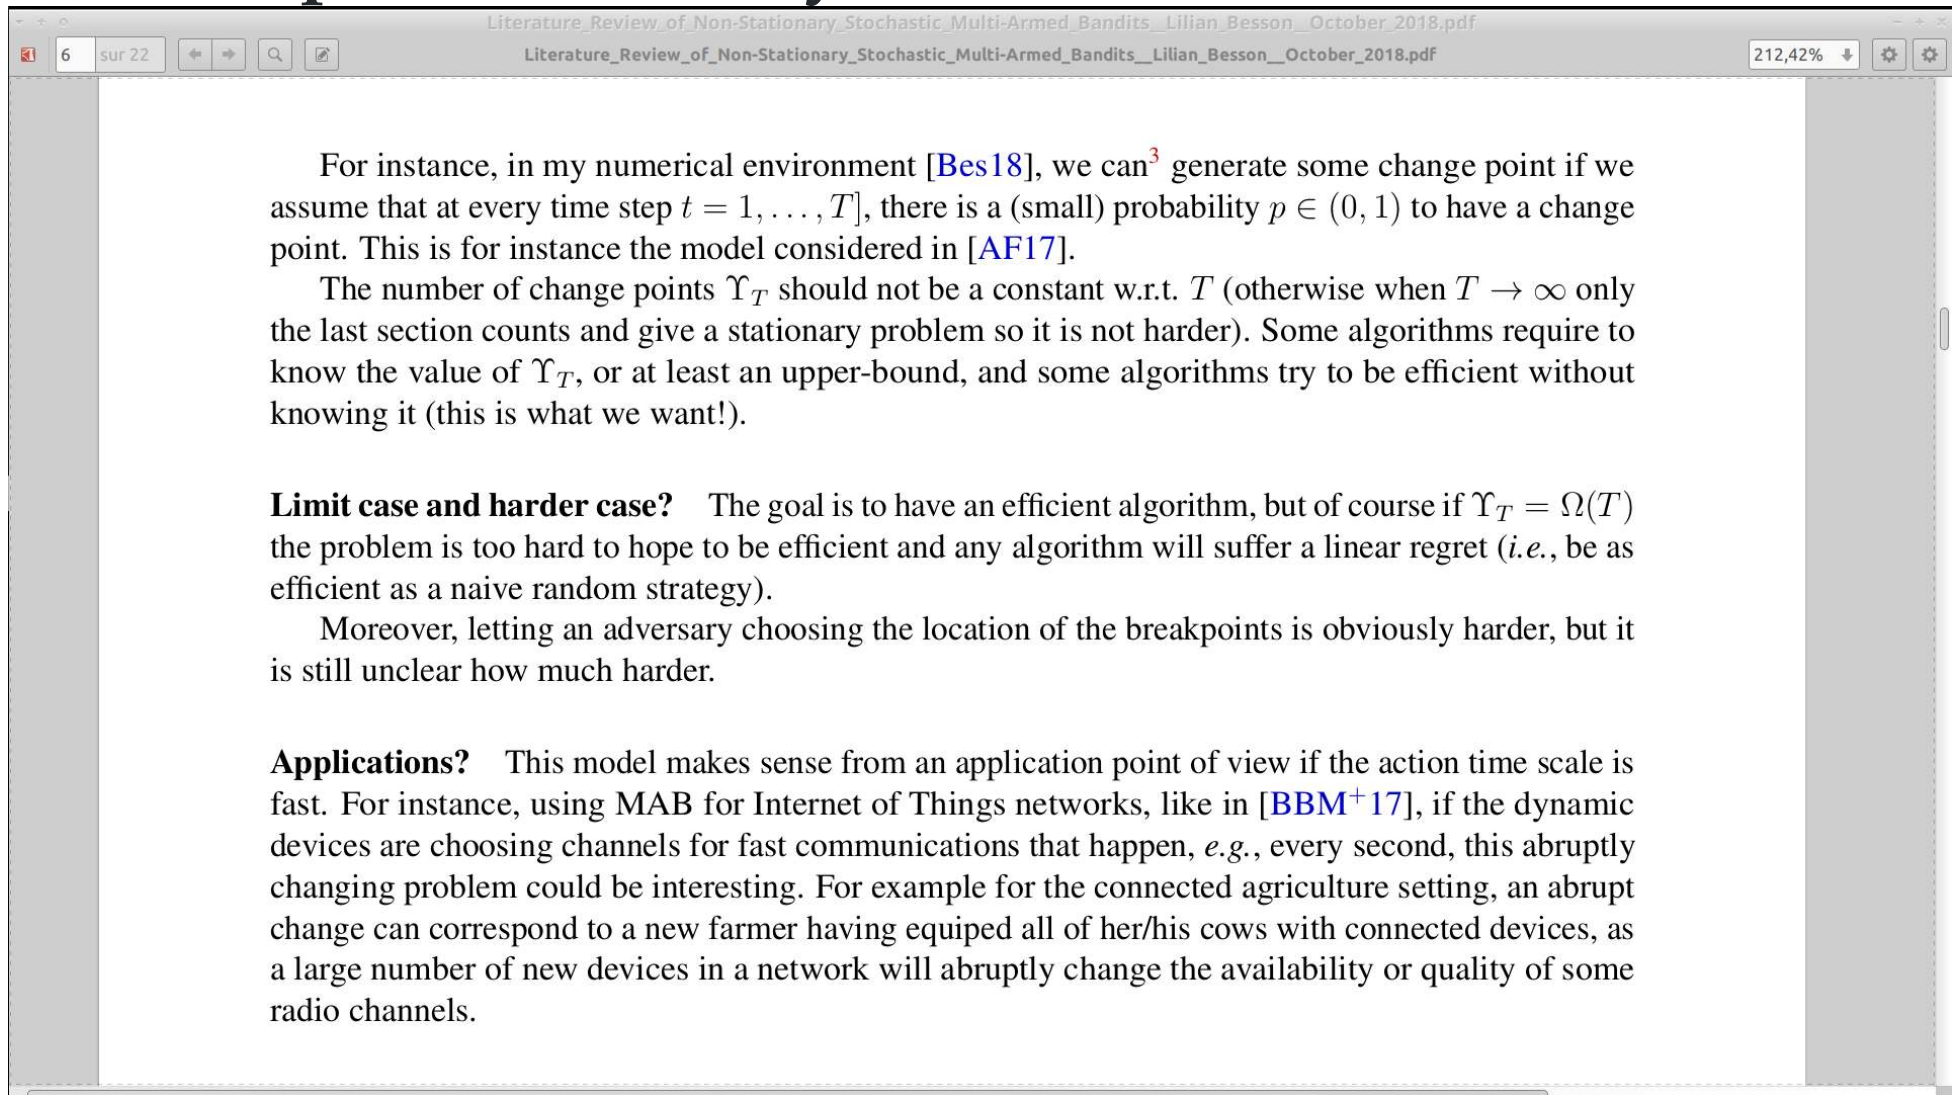 Literature_Review_of_Non-Stationary_Stochastic_Multi-Armed_Bandits__Lilian_Besson__October_2018.pdf
6 sur 22
Literature_Review_of_Non-Stationary_Stochastic_Multi-Armed_Bandits__Lilian_Besson__October_2018.pdf
212,42%
For instance, in my numerical environment [Bes18], we can³ generate some change point if we
assume that at every time step t = 1, . . . , T], there is a (small) probability p ∈ (0, 1) to have a change
point. This is for instance the model considered in [AF17].
The number of change points ϒ_T should not be a constant w.r.t. T (otherwise when T → ∞ only
the last section counts and give a stationary problem so it is not harder). Some algorithms require to
know the value of ϒ_T, or at least an upper-bound, and some algorithms try to be efficient without
knowing it (this is what we want!).
Limit case and harder case? The goal is to have an efficient algorithm, but of course if ϒ_T = Ω(T)
the problem is too hard to hope to be efficient and any algorithm will suffer a linear regret (i.e., be as
efficient as a naive random strategy).
Moreover, letting an adversary choosing the location of the breakpoints is obviously harder, but it
is still unclear how much harder.
Applications? This model makes sense from an application point of view if the action time scale is
fast. For instance, using MAB for Internet of Things networks, like in [BBM⁺17], if the dynamic
devices are choosing channels for fast communications that happen, e.g., every second, this abruptly
changing problem could be interesting. For example for the connected agriculture setting, an abrupt
change can correspond to a new farmer having equiped all of her/his cows with connected devices, as
a large number of new devices in a network will abruptly change the availability or quality of some
radio channels.